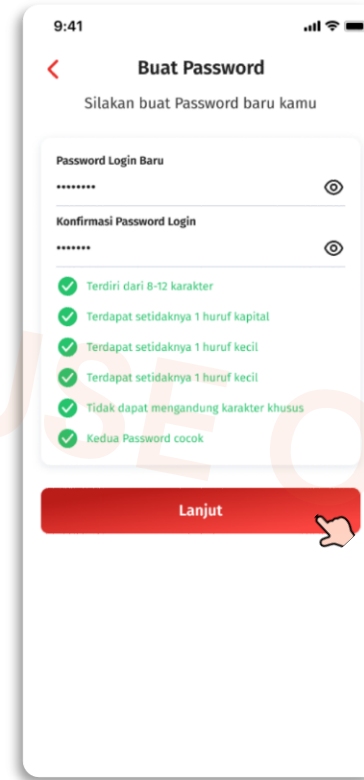 9:41
Buat Password
Silakan buat Password baru kamu
Password Login Baru
••••••••
Konfirmasi Password Login
•••••••
Terdiri dari 8-12 karakter
Terdapat setidaknya 1 huruf kapital
Terdapat setidaknya 1 huruf kecil
Terdapat setidaknya 1 huruf kecil
Tidak dapat mengandung karakter khusus
Kedua Password cocok
Lanjut